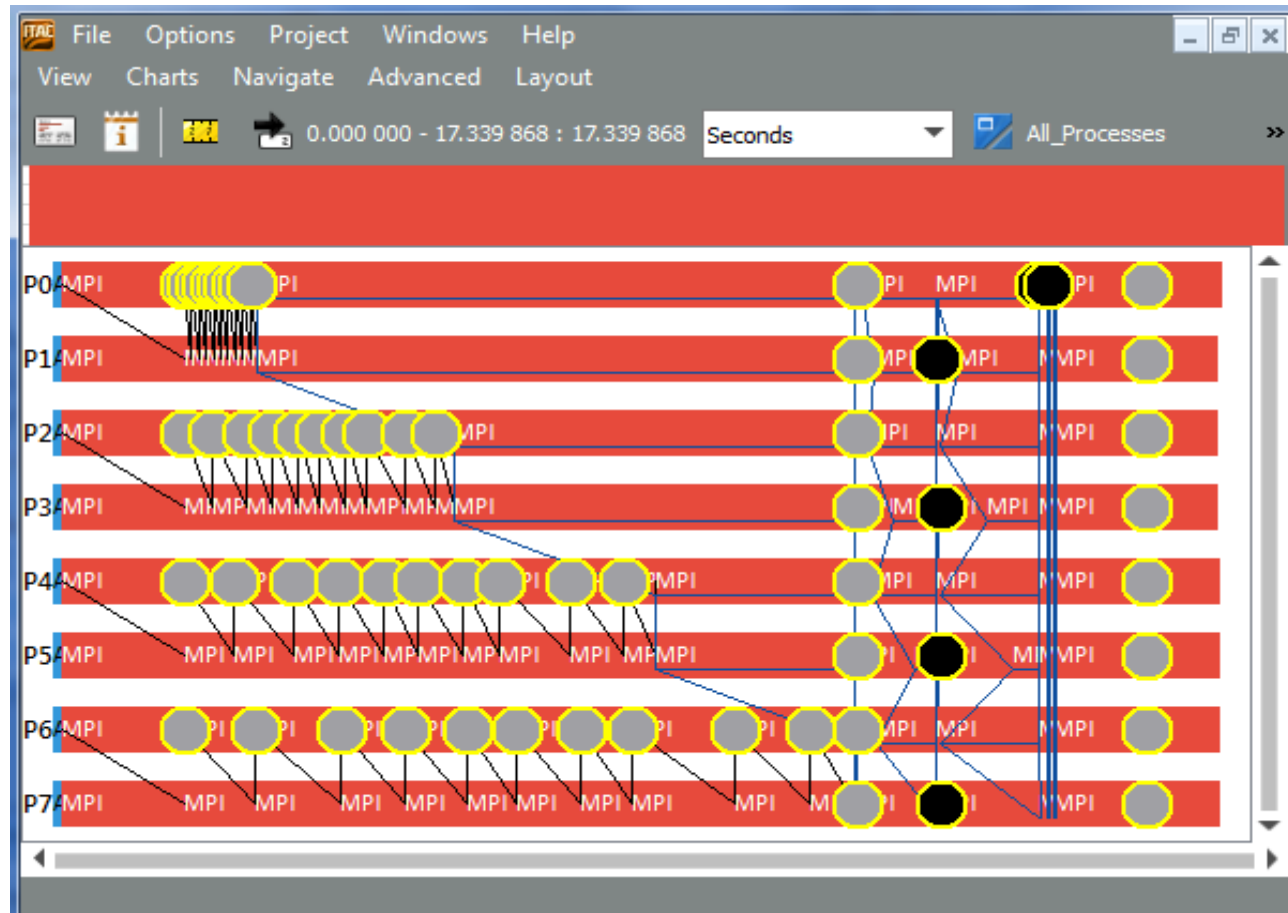 ITAC File Options Project Windows Help
View Charts Navigate Advanced Layout
0.000 000 - 17.339 868 : 17.339 868 Seconds All_Processes »
P0 A MPI PI PI MPI PI
P1 MPI MPI MPI MPI MPI
P2 MPI MPI PI MPI MPI
P3 MPI MPI MPI MPI
P4 MPI PI MPI MPI MPI MPI
P5 MPI MPI MPI MPI MPI MPI MPI MPI MPI MPI
P6 MPI PI PI PI PI MPI MPI MPI
P7 MPI MPI MPI MPI MPI MPI MPI MPI MPI MPI MPI